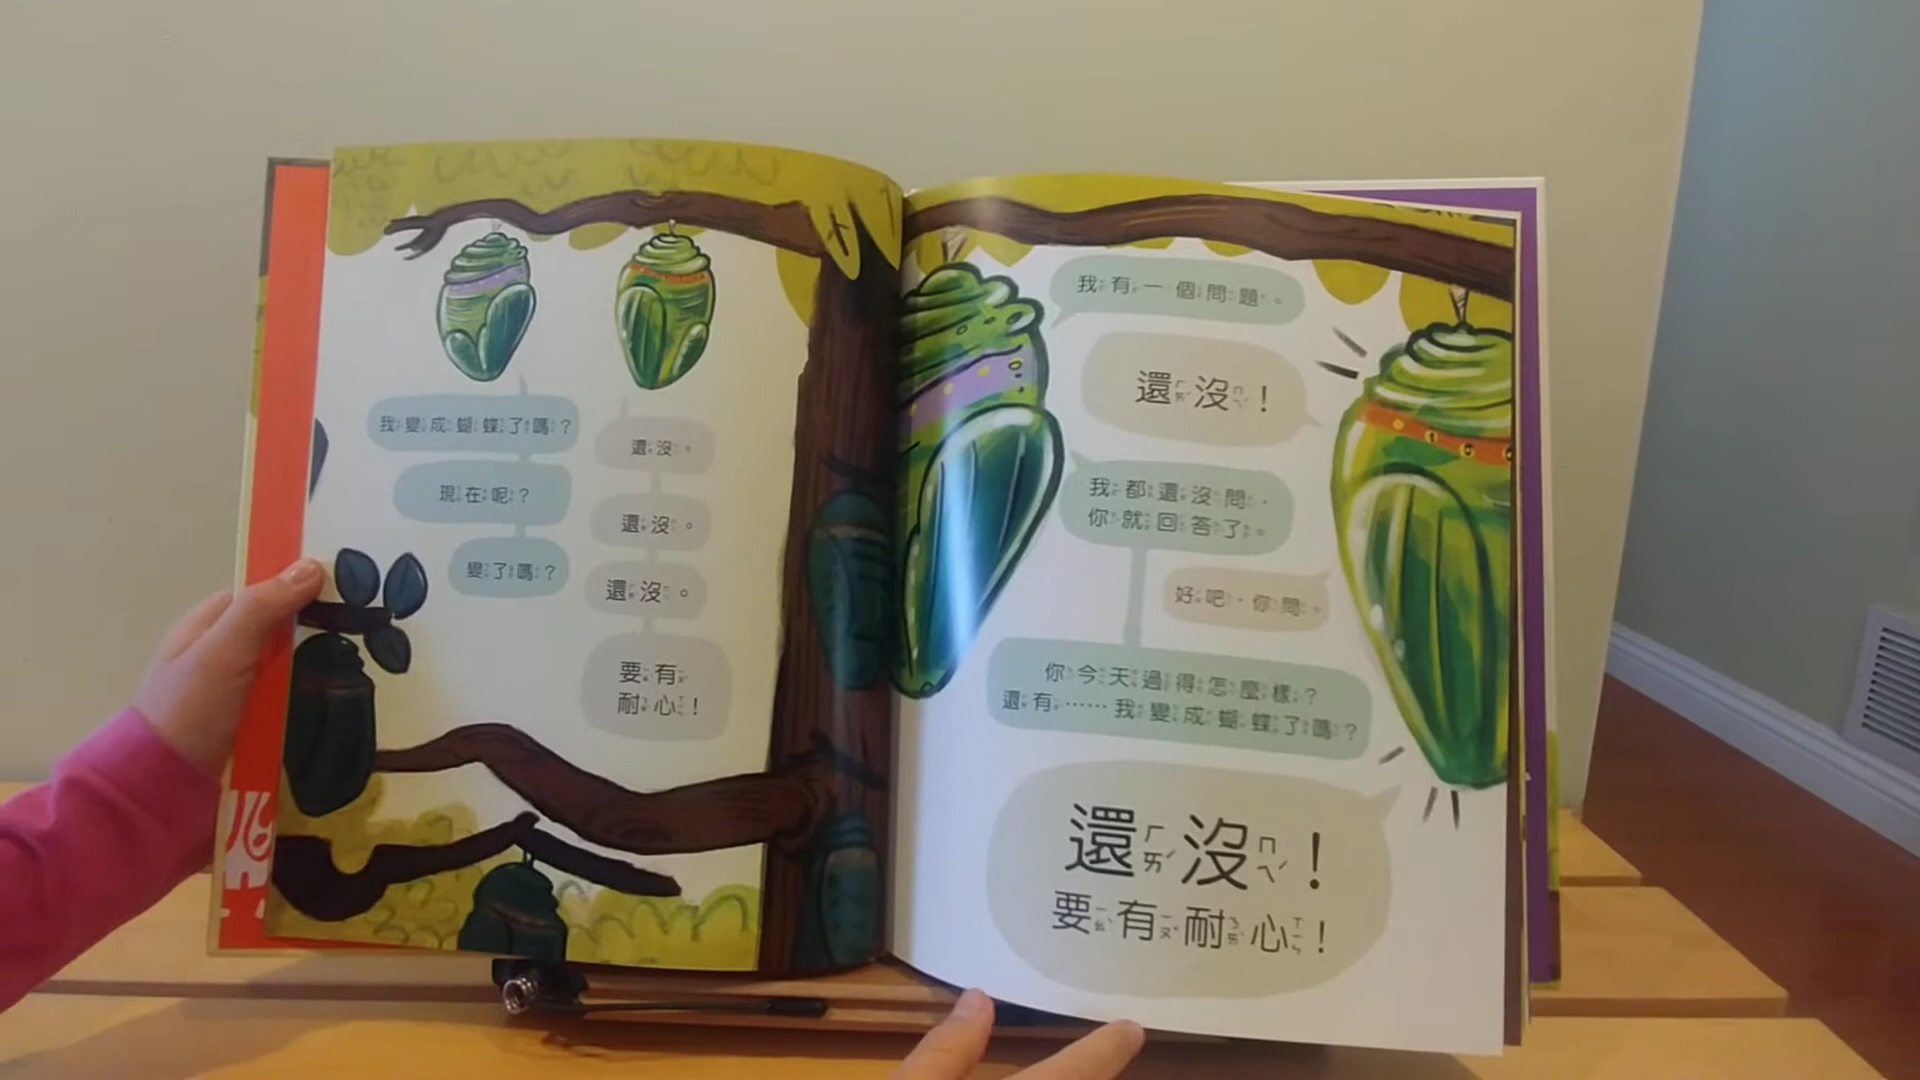 我變成蝴蝶了嗎？
還沒。
現在呢？
還沒。
變了嗎？
還沒。
要有
耐心！
我有一個問題。
還沒！
我都還沒問，
你就回答了。
好吧，你問。
你今天過得怎麼樣？
還有……我變成蝴蝶了嗎？
還沒！
要有耐心！